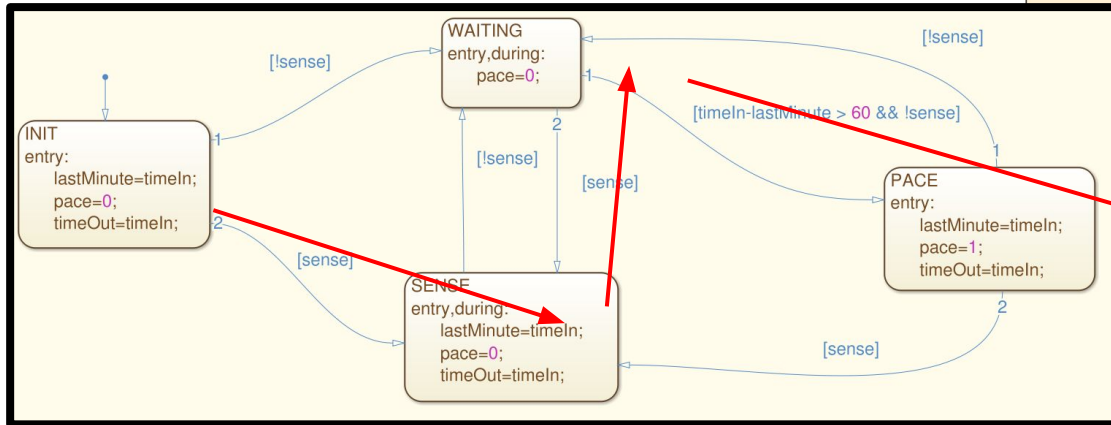 WAITING
entry,during:
pace=0;
[!sense]
[!sense]
1
[timeIn-lastMinute > 60 && !sense]
INIT
entry:
lastMinute=timeIn;
pace=0;
timeOut=timeIn;
1
2
2
[!sense]
[sense]
1
PACE
entry:
lastMinute=timeIn;
pace=1;
timeOut=timeIn;
2
[sense]
SENSE
entry,during:
lastMinute=timeIn;
pace=0;
timeOut=timeIn;
[sense]